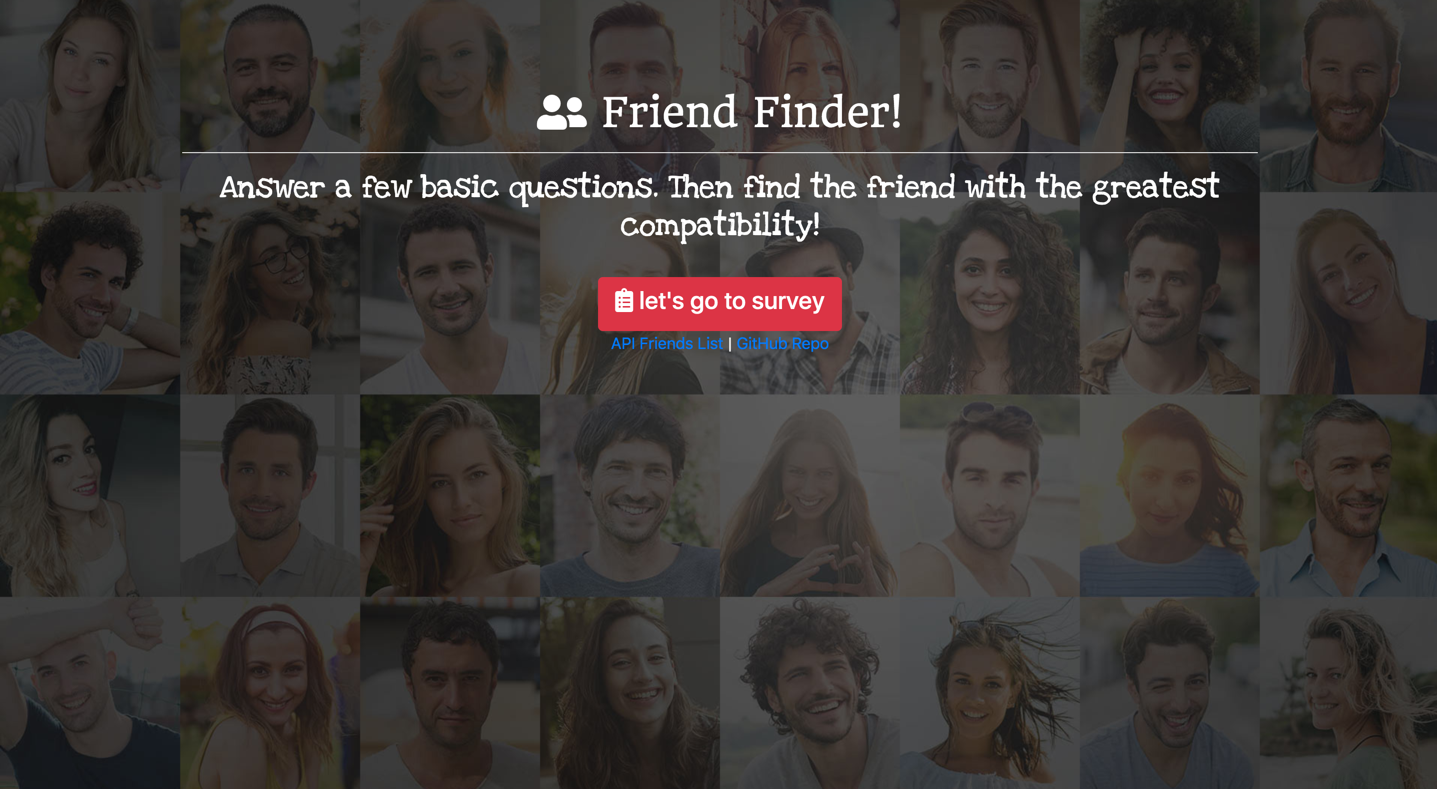 Friend Finder!
Answer a few basic questions. Then find the friend with the greatest
compatibility!
let's go to survey
API Friends List | GitHub Repo